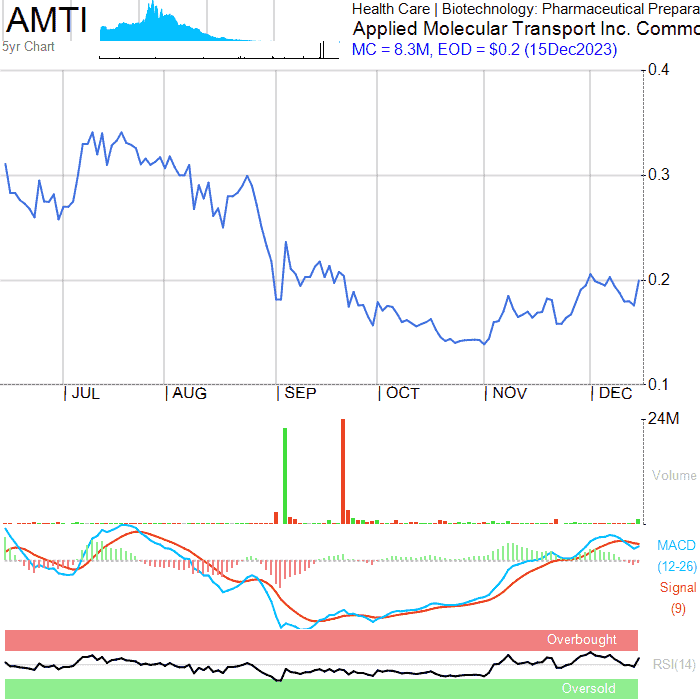 AMTI
5yr Chart
Health Care | Biotechnology: Pharmaceutical Prepara
Applied Molecular Transport Inc. Commo
MC = 8.3M, EOD = $0.2 (15Dec2023)
0.4
0.3
0.2
0.1
JUL
AUG
SEP
OCT
NOV
DEC
24M
Volume
MACD
(12-26)
Signal
(9)
Overbought
RSI(14)
Oversold